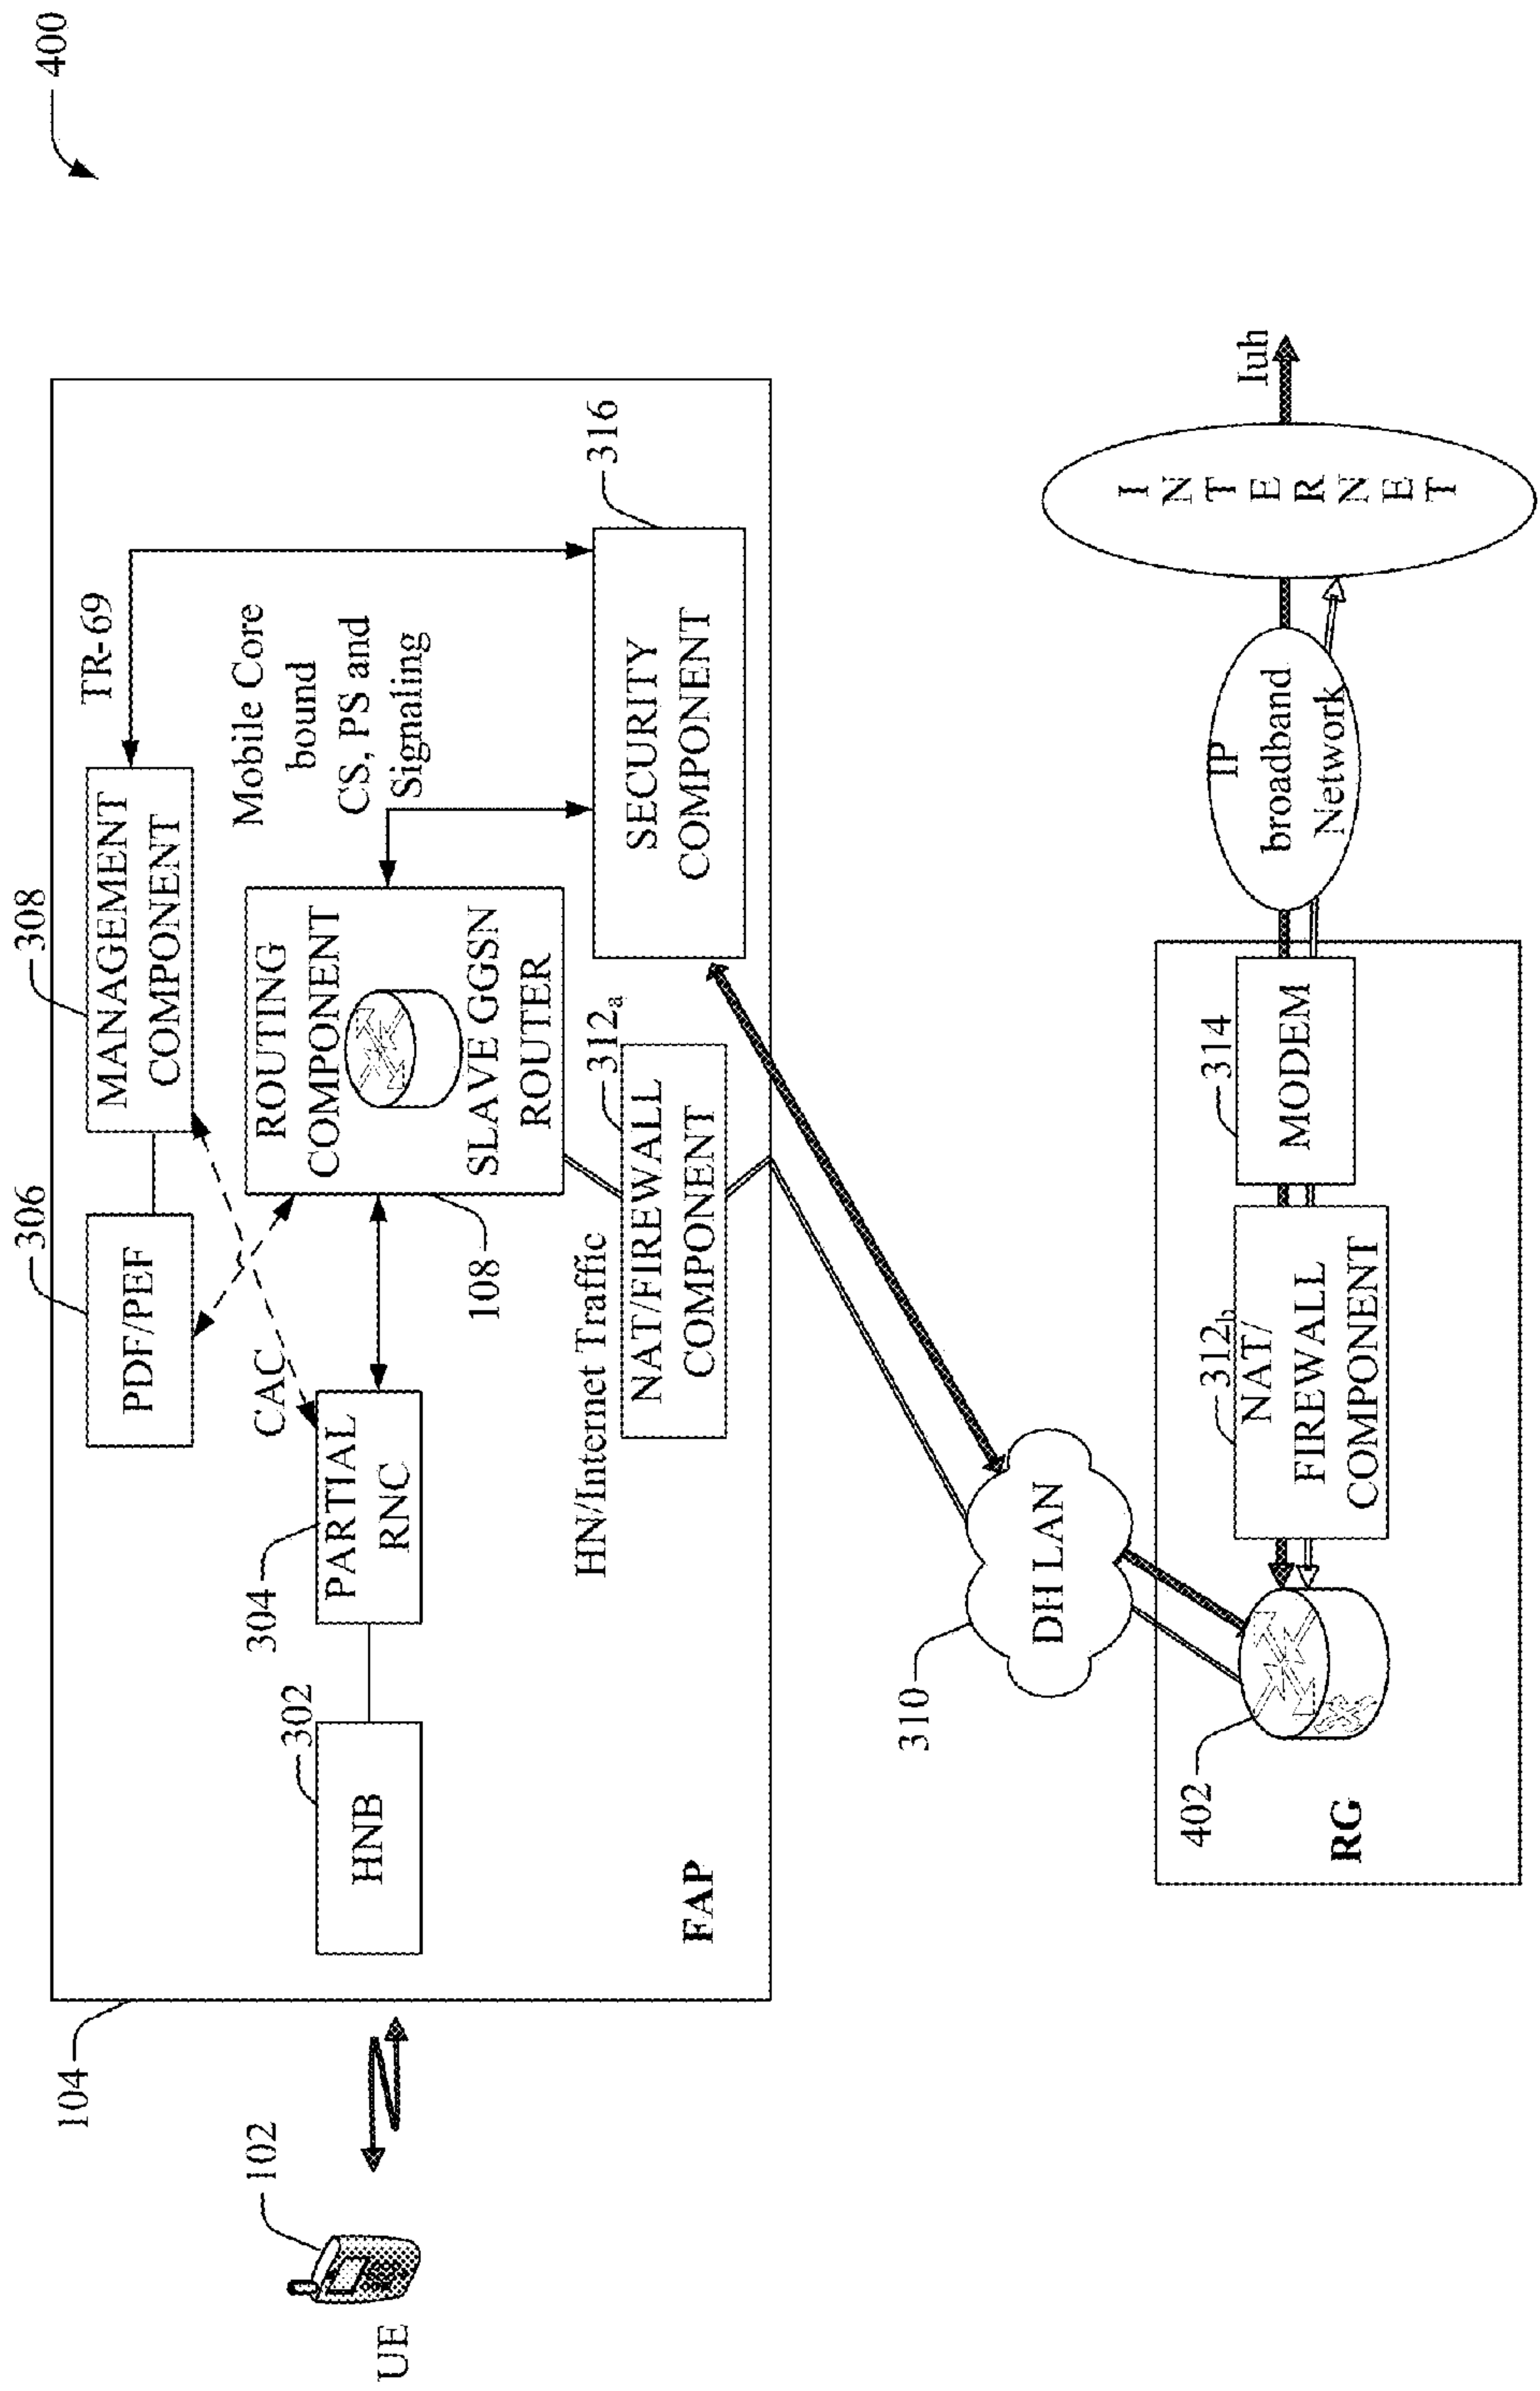 400
104
102
UE
306
308
PDF/PEF
MANAGEMENT
COMPONENT
TR-69
CAC
302
HNB
304
PARTIAL
RNC
108
ROUTING
COMPONENT
SLAVE GGSN
ROUTER
Mobile Core
bound
CS, PS and
Signaling
316
SECURITY
COMPONENT
HN/Internet Traffic
312a
NAT/FIREWALL
COMPONENT
FAP
310
DH LAN
402
RG
312b
NAT/
FIREWALL
COMPONENT
314
MODEM
IP
broadband
Network
I
N
T
E
R
N
E
T
Iuh